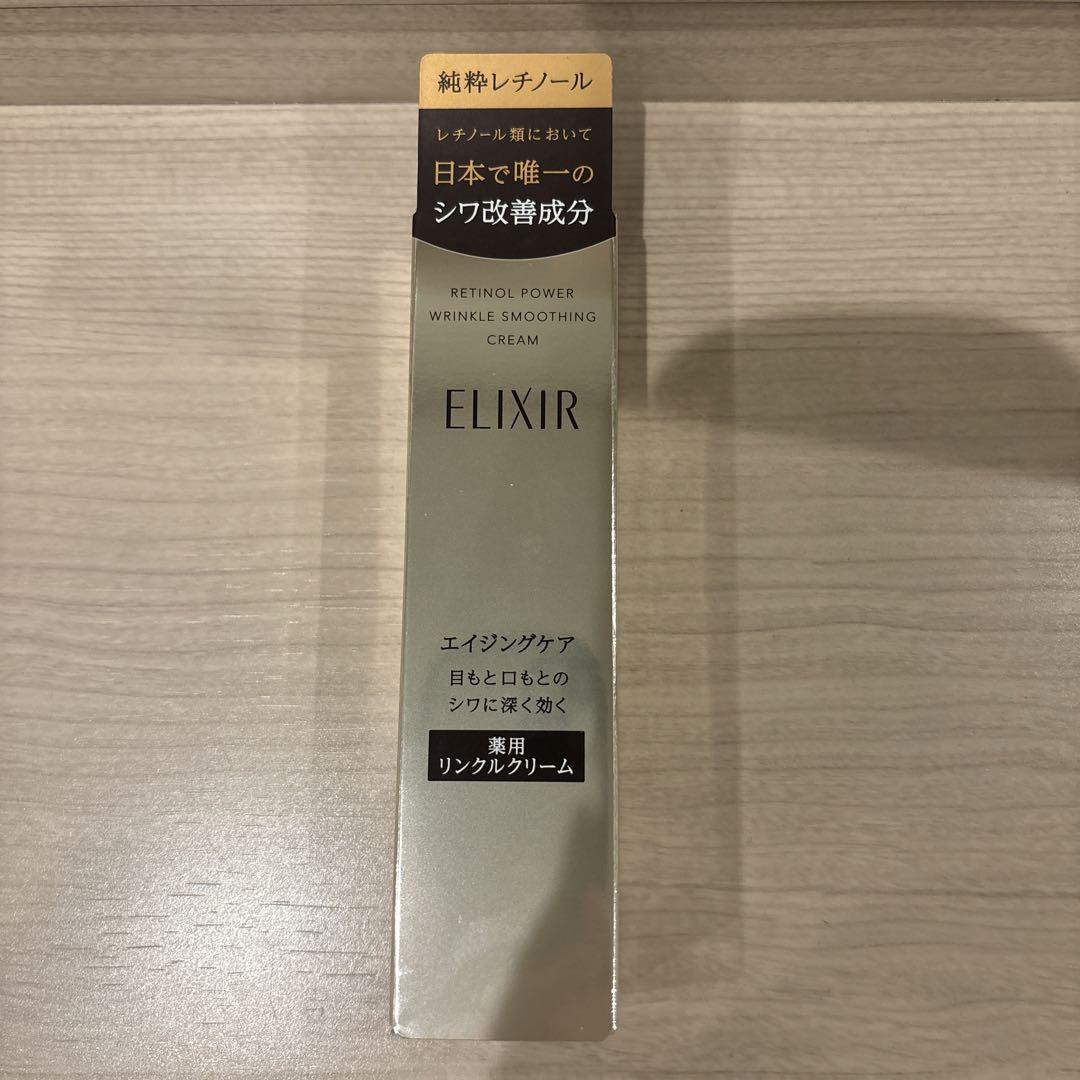 純粋レチノール
レチノール類において
日本で唯一の
シワ改善成分
RETINOL POWER
WRINKLE SMOOTHING
CREAM
ELIXIR
エイジングケア
目もと口もとの
シワに深く効く
薬用
リンクルクリーム